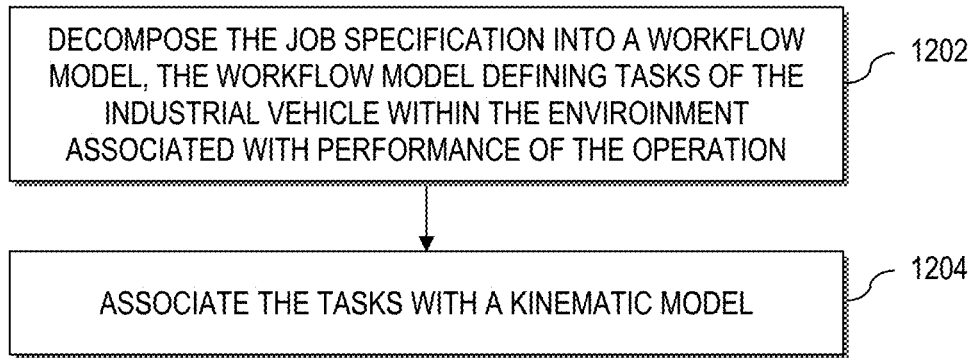 DECOMPOSE THE JOB SPECIFICATION INTO A WORKFLOW
MODEL, THE WORKFLOW MODEL DEFINING TASKS OF THE
INDUSTRIAL VEHICLE WITHIN THE ENVIROINMENT
ASSOCIATED WITH PERFORMANCE OF THE OPERATION
1202
ASSOCIATE THE TASKS WITH A KINEMATIC MODEL
1204